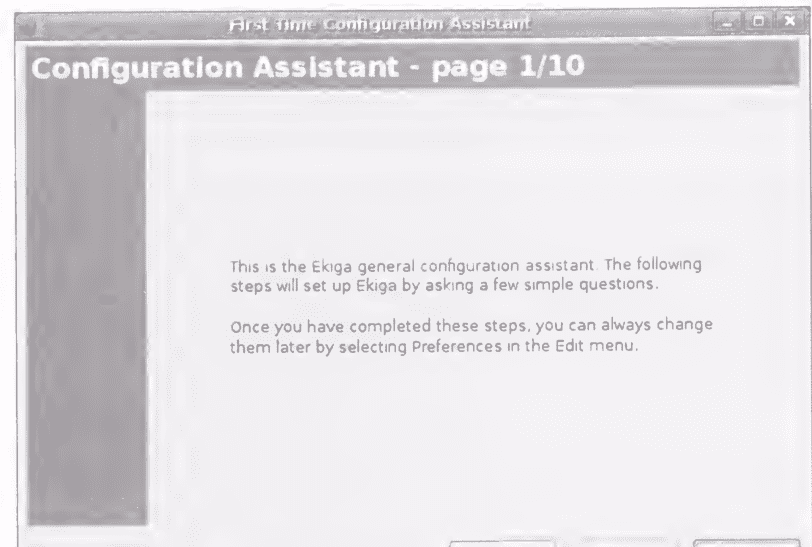 First Time Configuration Assistant
Configuration Assistant - page 1/10
This is the Ekiga general configuration assistant. The following
steps will set up Ekiga by asking a few simple questions.
Once you have completed these steps, you can always change
them later by selecting Preferences in the Edit menu.